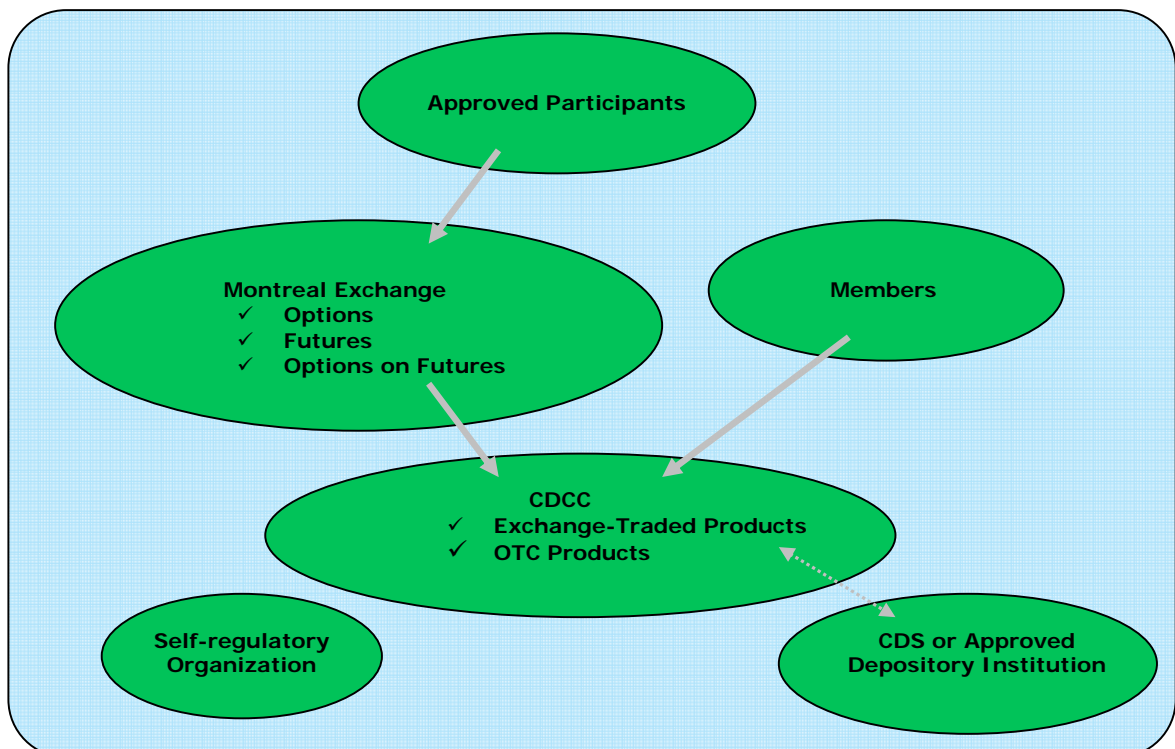 Approved Participants
Montreal Exchange
✓ Options
✓ Futures
✓ Options on Futures
Members
CDCC
✓ Exchange-Traded Products
✓ OTC Products
Self-regulatory
Organization
CDS or Approved
Depository Institution